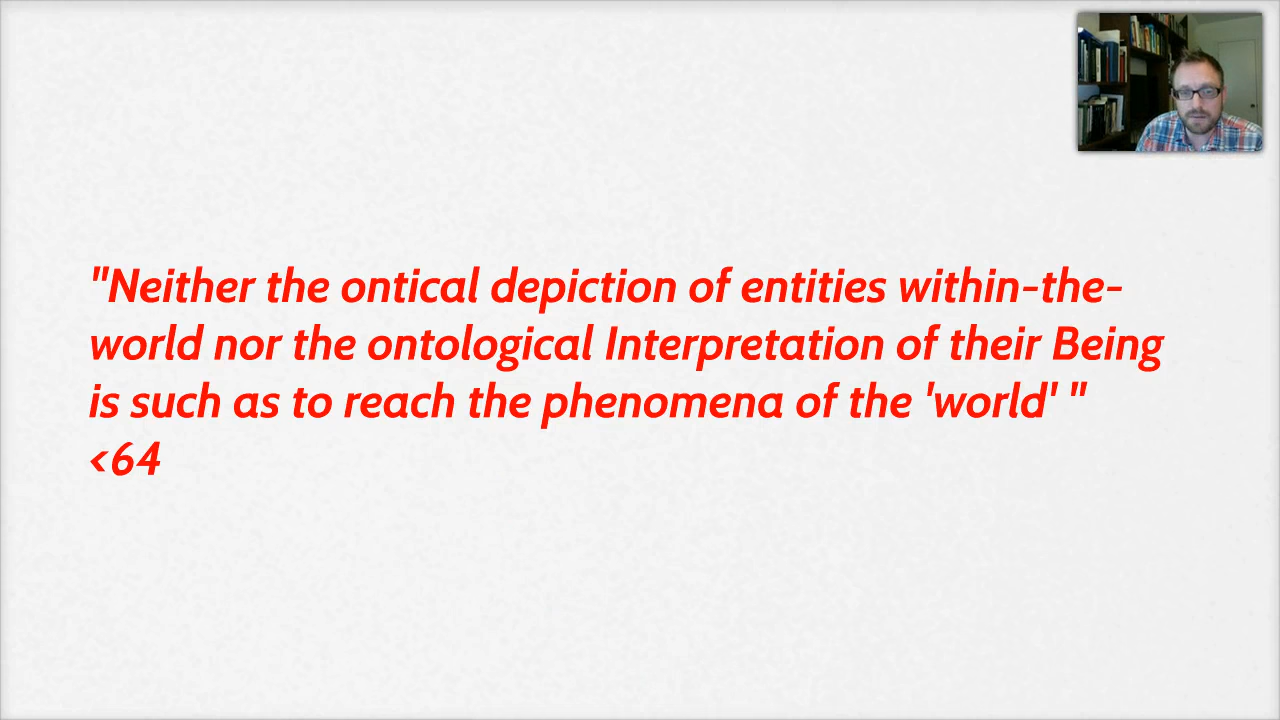 "Neither the ontical depiction of entities within-the-
world nor the ontological Interpretation of their Being
is such as to reach the phenomena of the 'world' "
<64